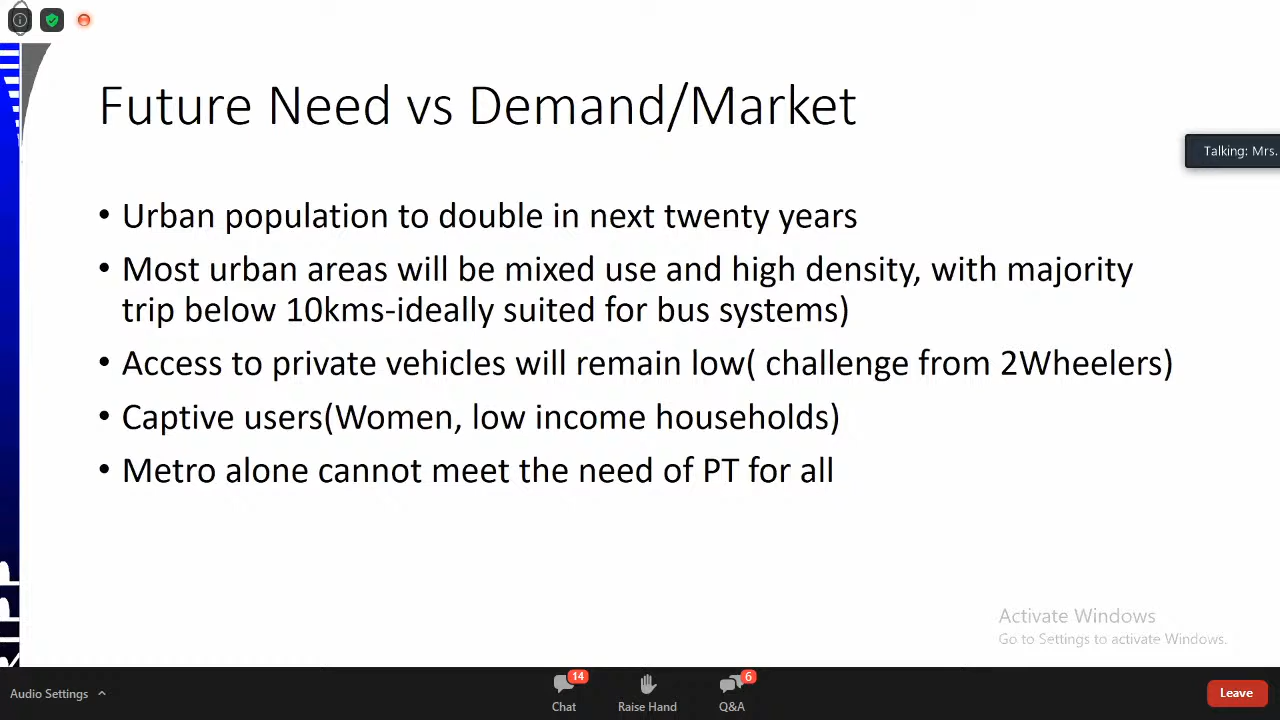 Future Need vs Demand/Market
Talking: Mrs.
• Urban population to double in next twenty years
• Most urban areas will be mixed use and high density, with majority
trip below 10kms-ideally suited for bus systems)
• Access to private vehicles will remain low( challenge from 2Wheelers)
• Captive users(Women, low income households)
• Metro alone cannot meet the need of PT for all
Activate Windows
Go to Settings to activate Windows.
Audio Settings
14
Chat
Raise Hand
6
Q&A
Leave